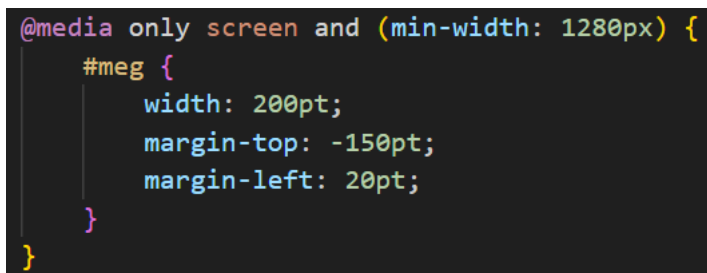 @media only screen and (min-width: 1280px) {
#meg {
width: 200pt;
margin-top: -150pt;
margin-left: 20pt;
}
}